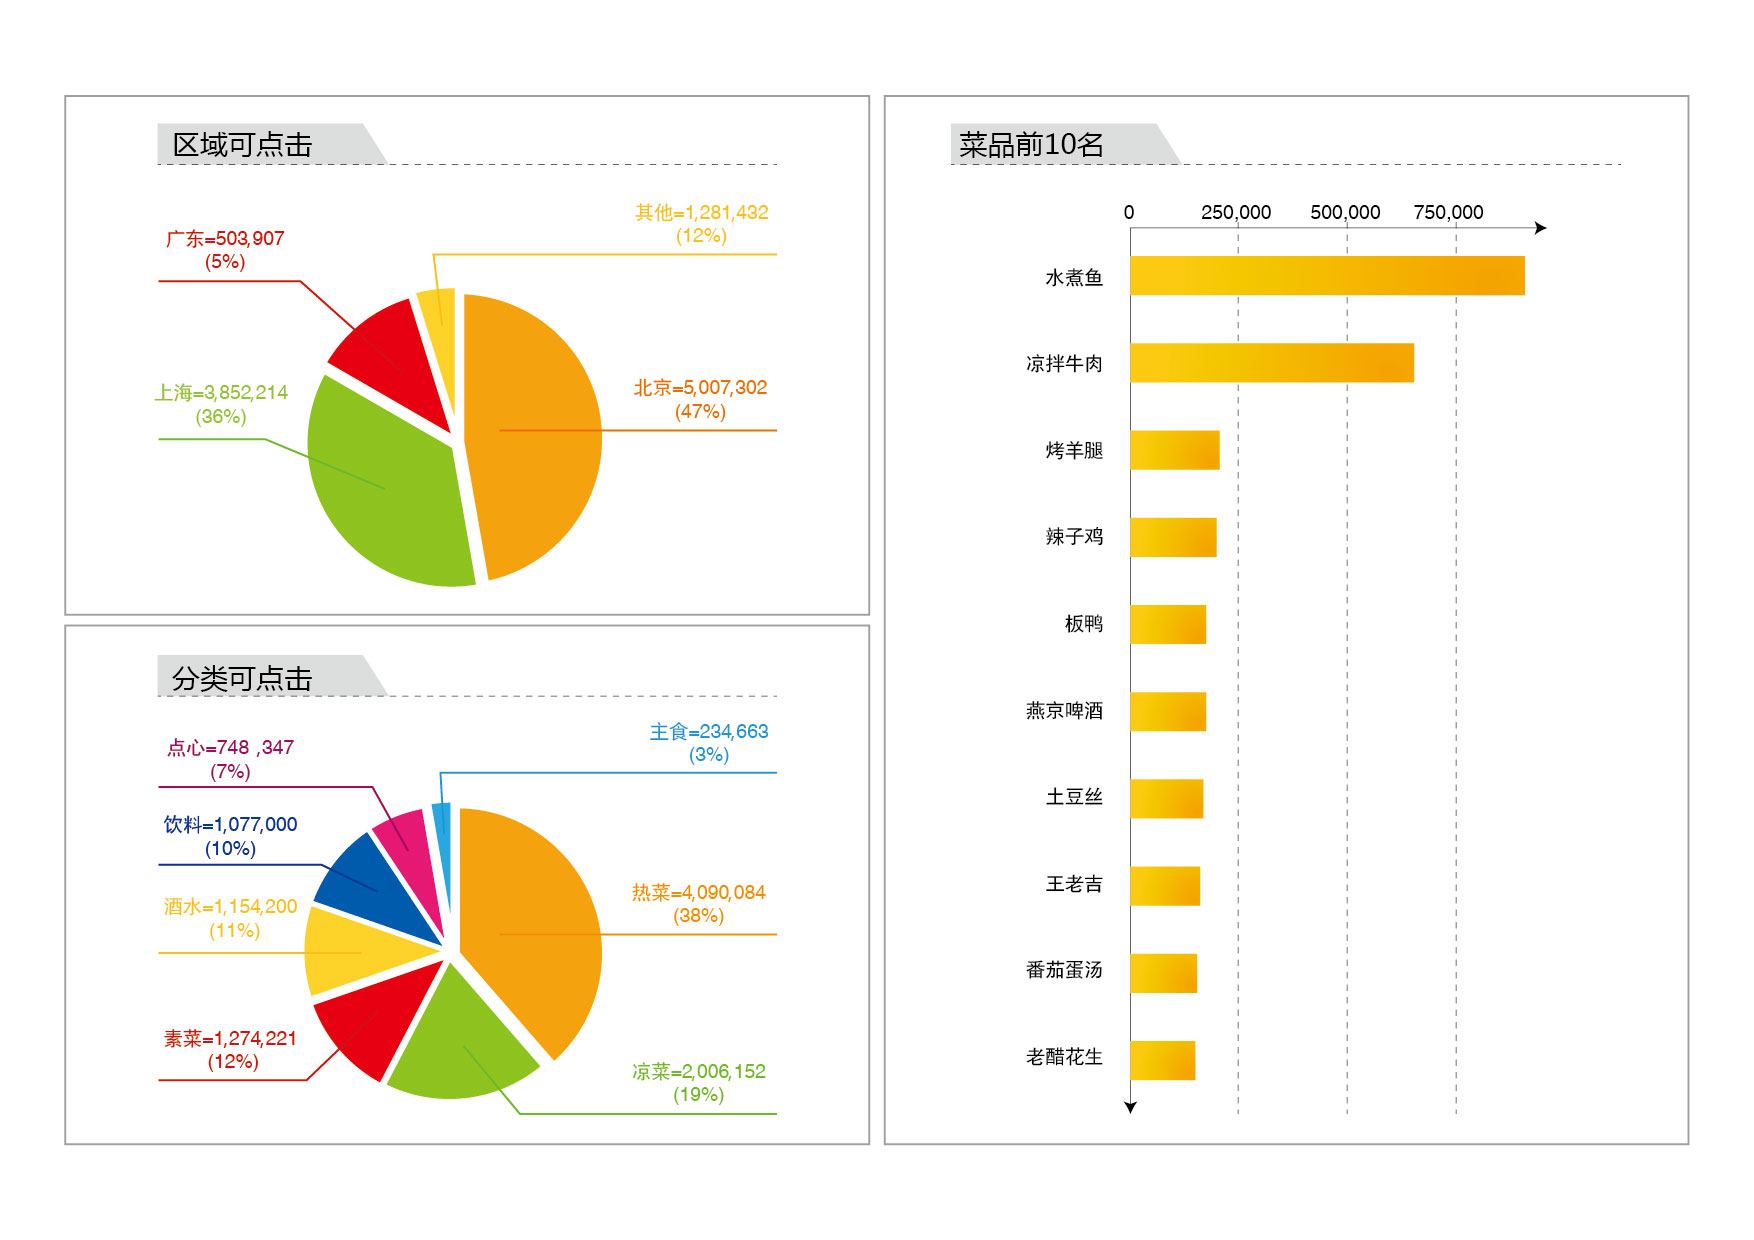 区域可点击
其他=1,281,432
(12%)
广东=503,907
(5%)
北京=5,007,302
(47%)
上海=3,852,214
(36%)
分类可点击
主食=234,663
(3%)
点心=748 ,347
(7%)
饮料=1,077,000
(10%)
热菜=4,090,084
(38%)
酒水=1,154,200
(11%)
素菜=1,274,221
(12%)
凉菜=2,006,152
(19%)
菜品前10名
0 250,000 500,000 750,000
水煮鱼
凉拌牛肉
烤羊腿
辣子鸡
板鸭
燕京啤酒
土豆丝
王老吉
番茄蛋汤
老醋花生